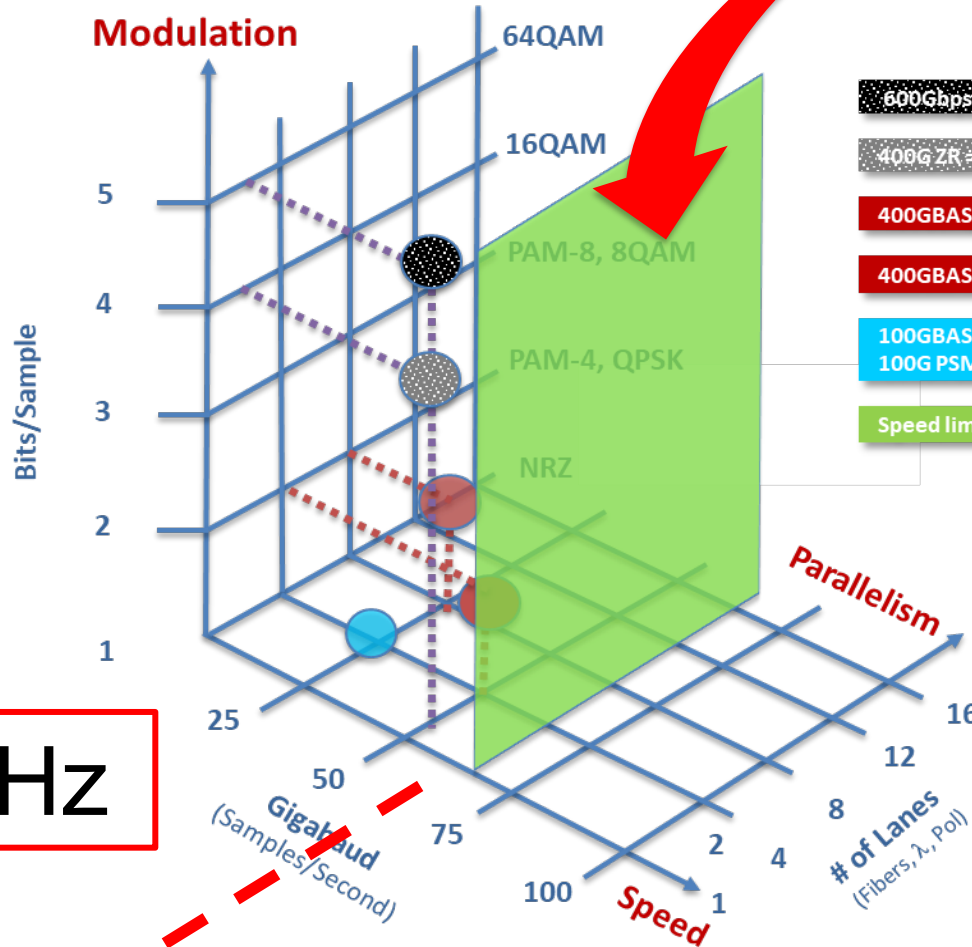 Modulation
64QAM
16QAM
PAM-8, 8QAM
PAM-4, QPSK
NRZ
5
4
3
2
1
Bits/Sample
600Gbps
400G ZR =
400GBAS
400GBAS
100GBAS
100G PSM
Speed lim
Parallelism
16
12
8
4
2
1
# of Lanes
(Fibers, λ, Pol)
25
50
75
100
Gigabaud
(Samples/Second)
Speed
Hz